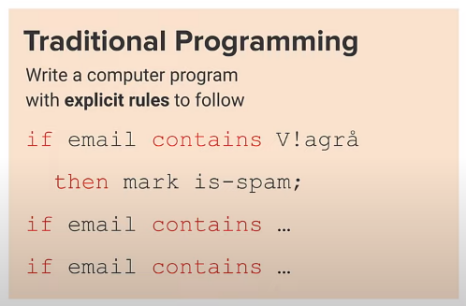 Traditional Programming
Write a computer program
with explicit rules to follow
if email contains V!agrå
then mark is-spam;
if email contains …
if email contains …